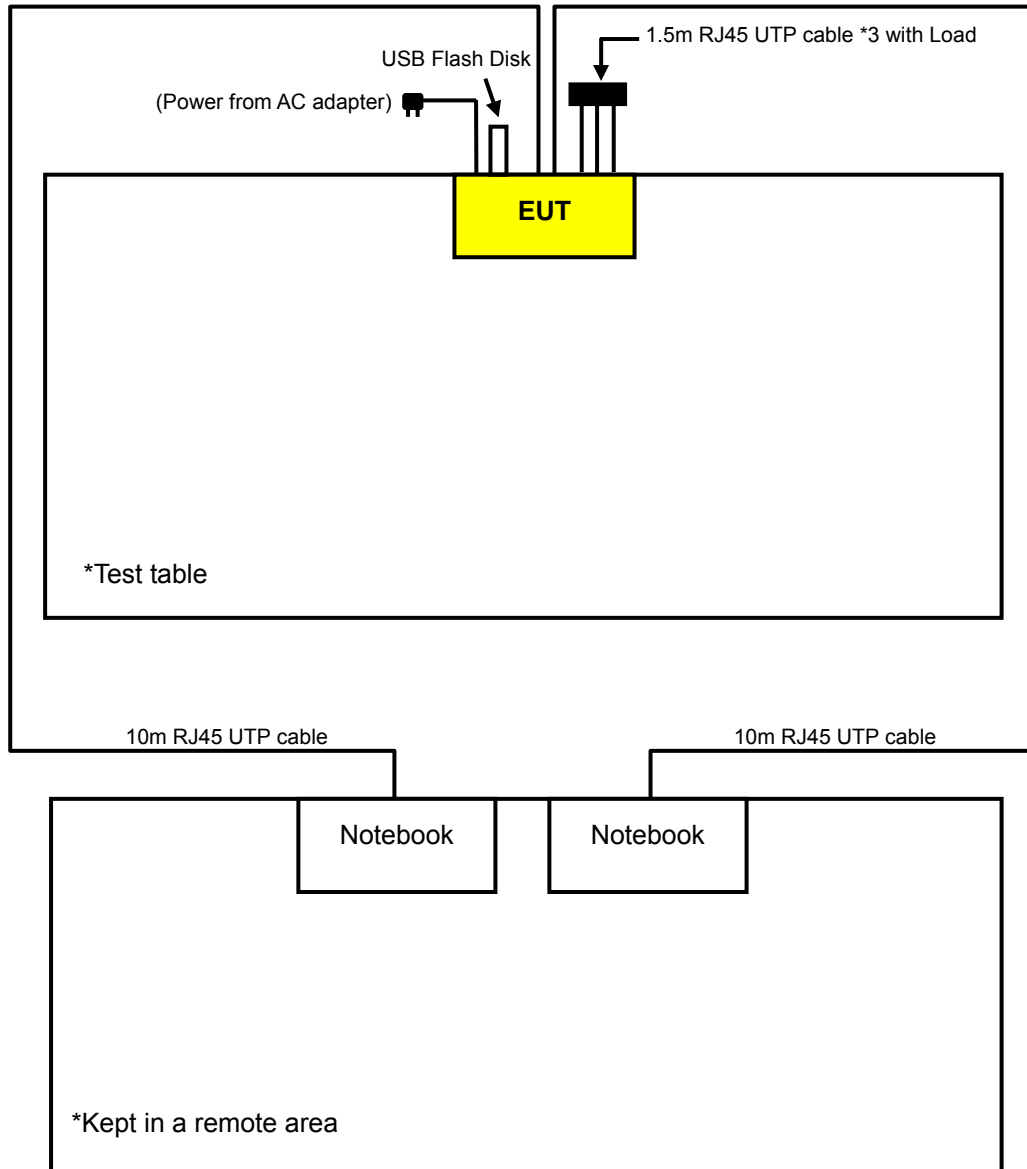 1.5m RJ45 UTP cable *3 with Load
USB Flash Disk
(Power from AC adapter)
EUT
*Test table
10m RJ45 UTP cable
10m RJ45 UTP cable
Notebook
Notebook
*Kept in a remote area